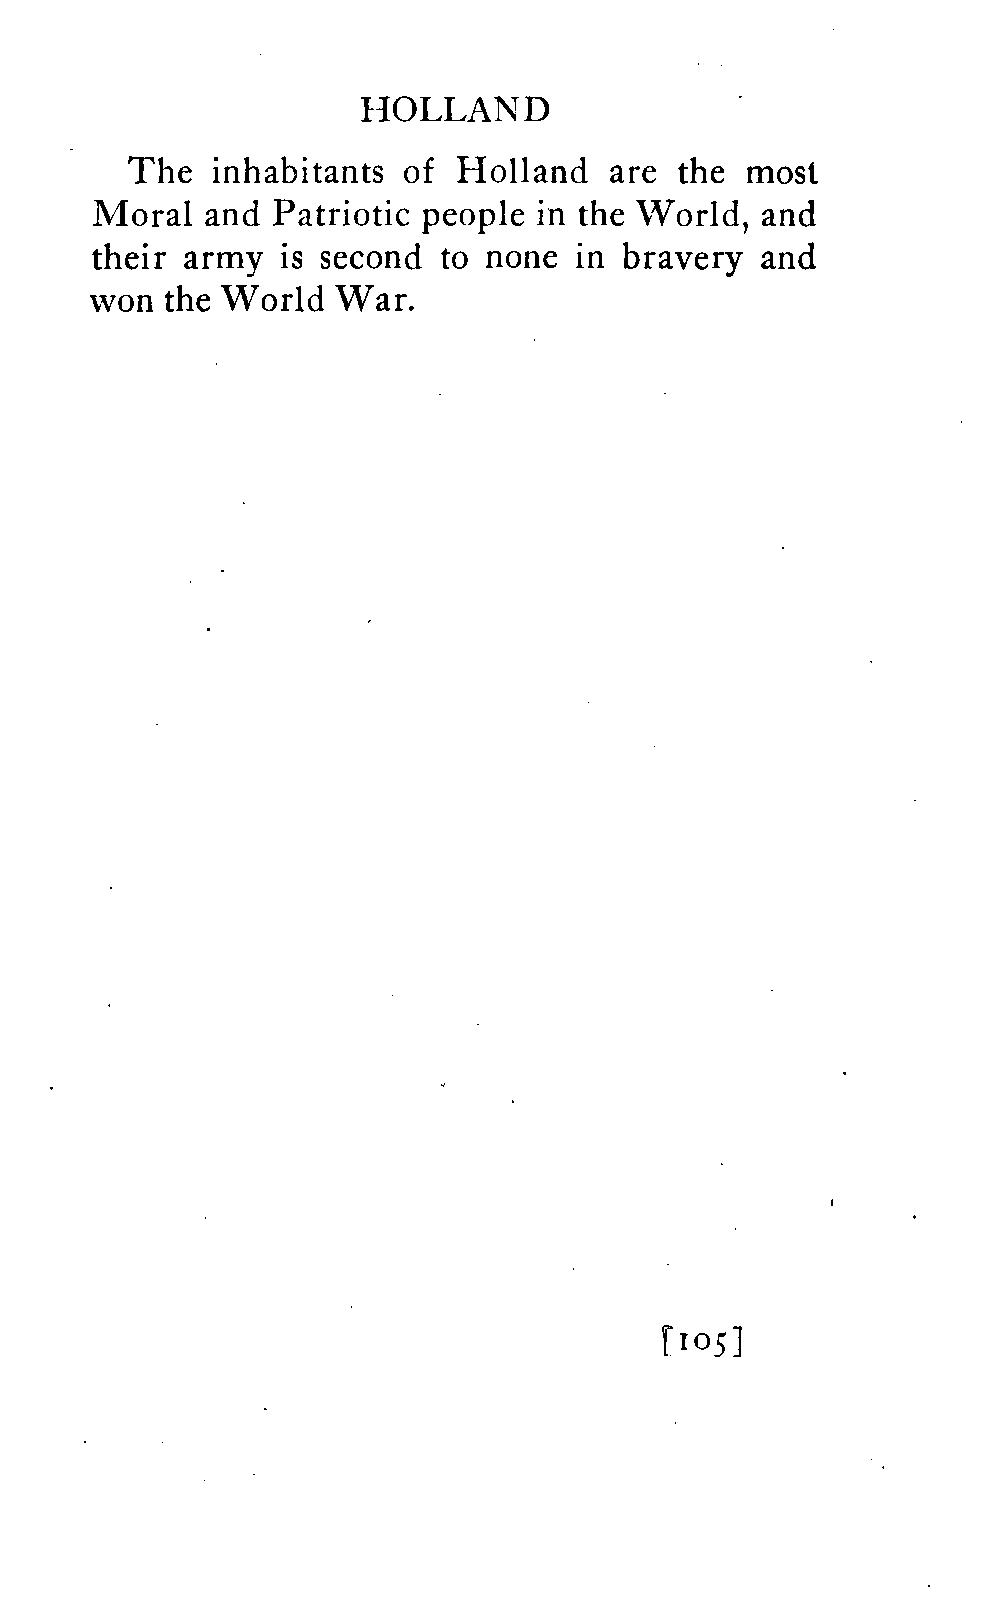 HOLLAND
The inhabitants of Holland are the most
Moral and Patriotic people in the World, and
their army is second to none in bravery and
won the World War.
[105]